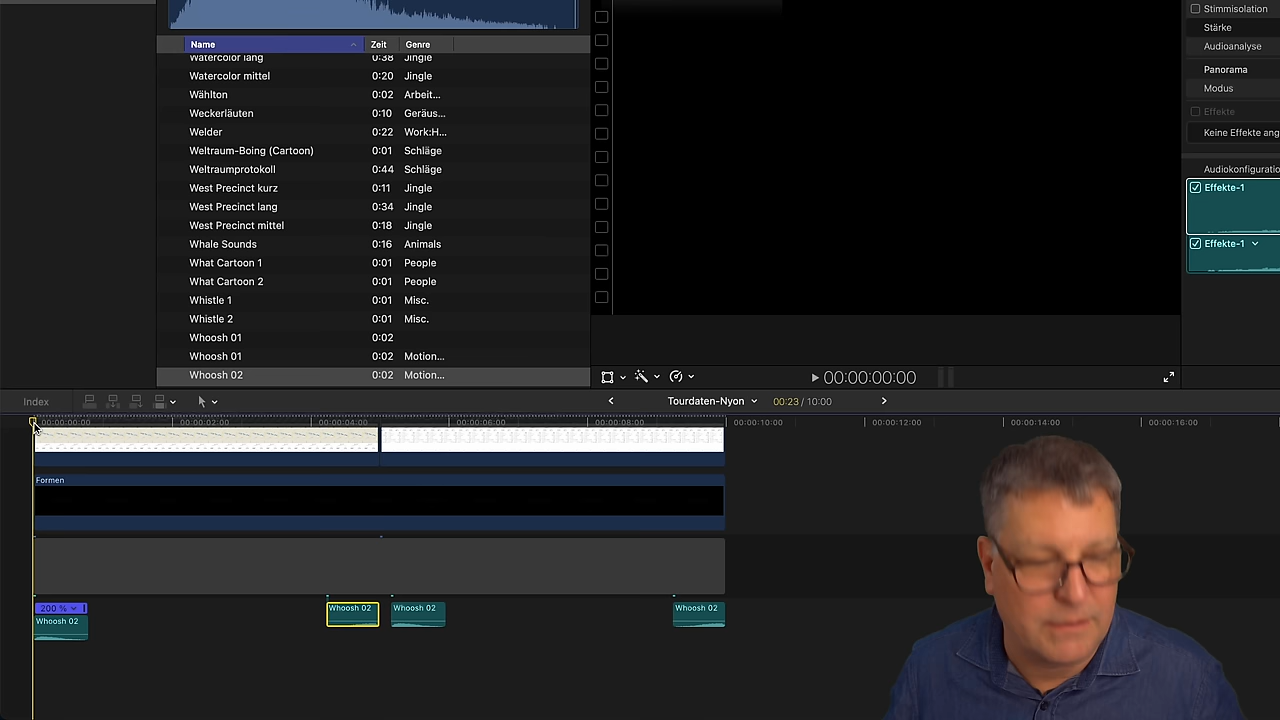 Name Zeit Genre
Watercolor lang 0:38 Jingle
Watercolor mittel 0:20 Jingle
Wählton 0:02 Arbeit...
Weckerläuten 0:10 Geräus...
Welder 0:22 Work:H...
Weltraum-Boing (Cartoon) 0:01 Schläge
Weltraumprotokoll 0:44 Schläge
West Precinct kurz 0:11 Jingle
West Precinct lang 0:34 Jingle
West Precinct mittel 0:18 Jingle
Whale Sounds 0:16 Animals
What Cartoon 1 0:01 People
What Cartoon 2 0:01 People
Whistle 1 0:01 Misc.
Whistle 2 0:01 Misc.
Whoosh 01 0:02
Whoosh 01 0:02 Motion...
Whoosh 02 0:02 Motion...
Stimmisolation
Stärke
Audioanalyse
Panorama
Modus
Effekte
Keine Effekte ang
Audiokonfiguratio
Effekte-1
Effekte-1
00:00:00:00
Index
Tourdaten-Nyon
00:23 / 10:00
00:00:00:00 00:00:02:00 00:00:04:00 00:00:06:00 00:00:08:00 00:00:10:00 00:00:12:00 00:00:14:00 00:00:16:00
Formen
200 %
Whoosh 02
Whoosh 02
Whoosh 02
Whoosh 02